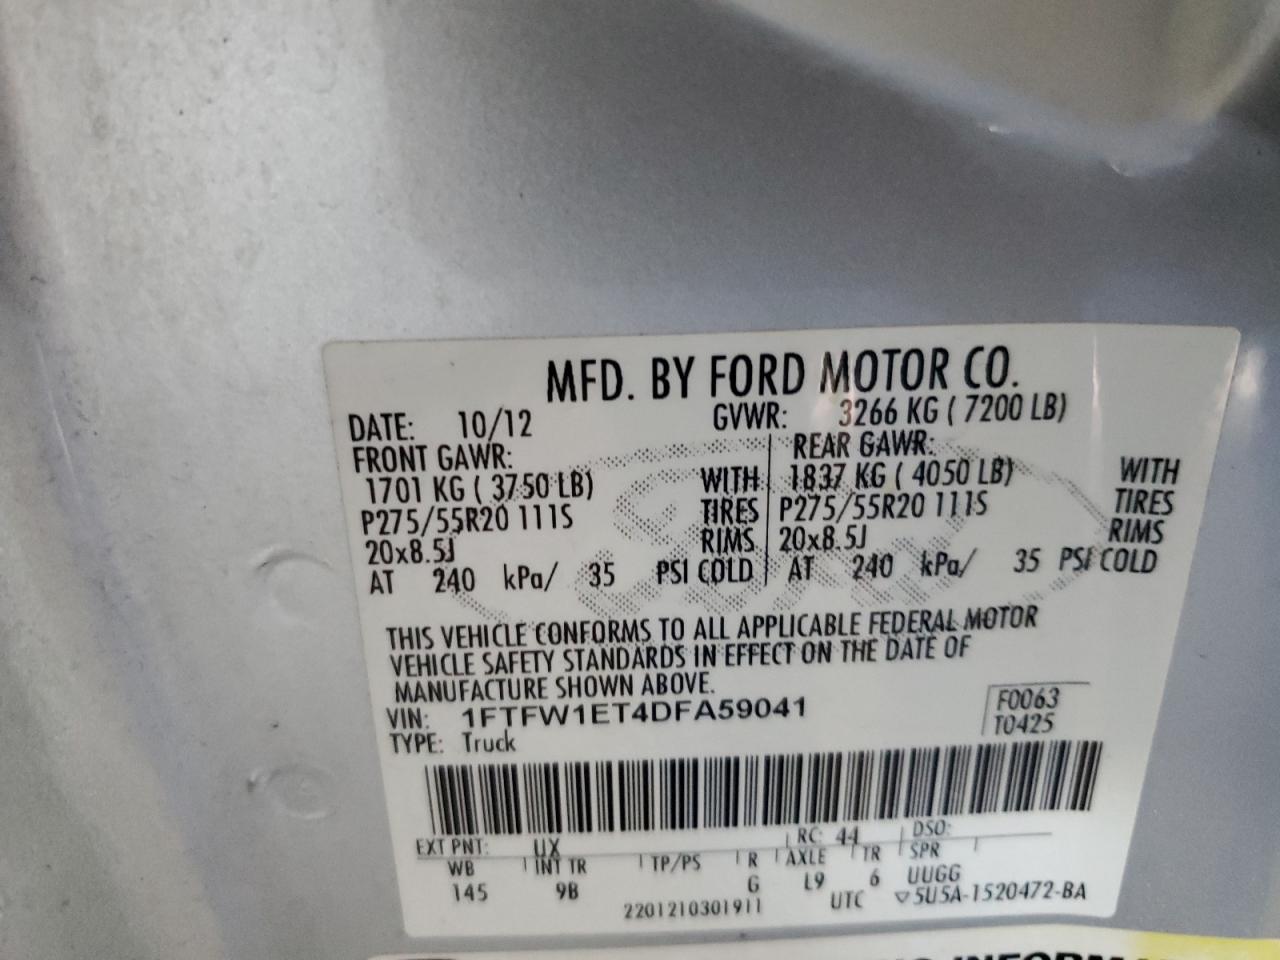 MFD. BY FORD MOTOR CO.
DATE: 10/12 GVWR: 3266 KG ( 7200 LB)
FRONT GAWR: REAR GAWR:
1701 KG ( 3750 LB) WITH 1837 KG ( 4050 LB) WITH
P275/55R20 111S TIRES P275/55R20 111S TIRES
20x8.5J RIMS 20x8.5J RIMS
AT 240 kPa/ 35 PSI COLD AT 240 kPa/ 35 PSI COLD
THIS VEHICLE CONFORMS TO ALL APPLICABLE FEDERAL MOTOR
VEHICLE SAFETY STANDARDS IN EFFECT ON THE DATE OF
MANUFACTURE SHOWN ABOVE.
VIN: 1FTFW1ET4DFA59041 F0063
TYPE: Truck T0425
EXT PNT: UX RC: 44 DSO:
WB INT TR TP/PS R AXLE TR SPR
145 9B G L9 6 UUGG
2201210301911 UTC ▽5U5A-1520472-BA